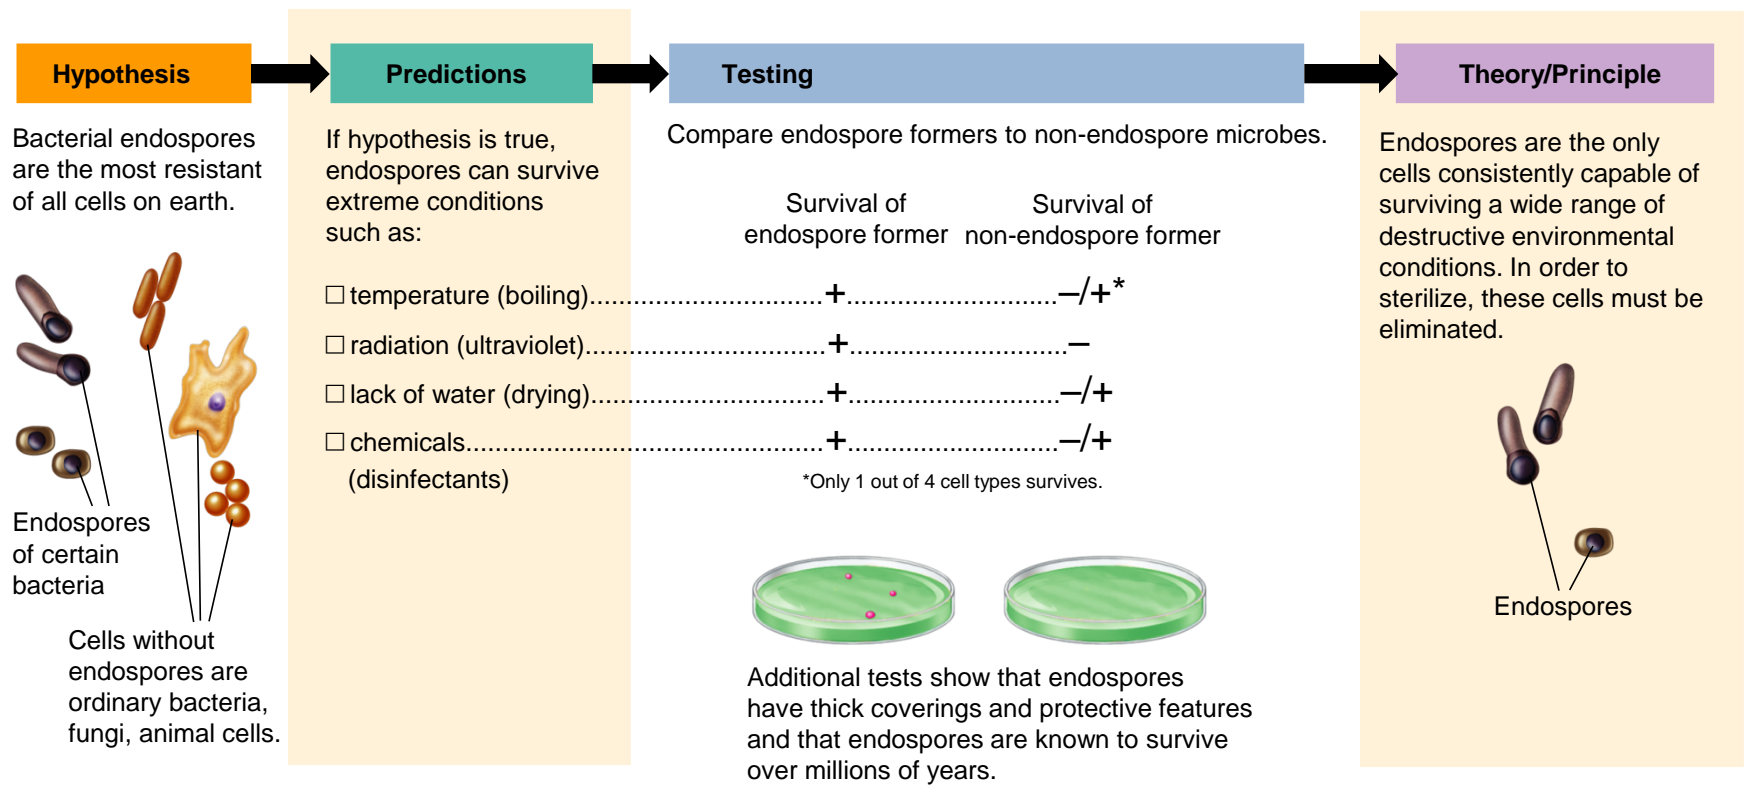 Hypothesis
Bacterial endospores
are the most resistant
of all cells on earth.
Endospores
of certain
bacteria
Cells without
endospores are
ordinary bacteria,
fungi, animal cells.
Predictions
If hypothesis is true,
endospores can survive
extreme conditions
such as:
Testing
Compare endospore formers to non-endospore microbes.
Survival of
endospore former
Survival of
non-endospore former
□ temperature (boiling)................................+.............................–/+*
□ radiation (ultraviolet).................................+..............................–
□ lack of water (drying)...............................+.............................–/+
□ chemicals................................................+.............................–/+
(disinfectants)
*Only 1 out of 4 cell types survives.
Additional tests show that endospores
have thick coverings and protective features
and that endospores are known to survive
over millions of years.
Theory/Principle
Endospores are the only
cells consistently capable of
surviving a wide range of
destructive environmental
conditions. In order to
sterilize, these cells must be
eliminated.
Endospores